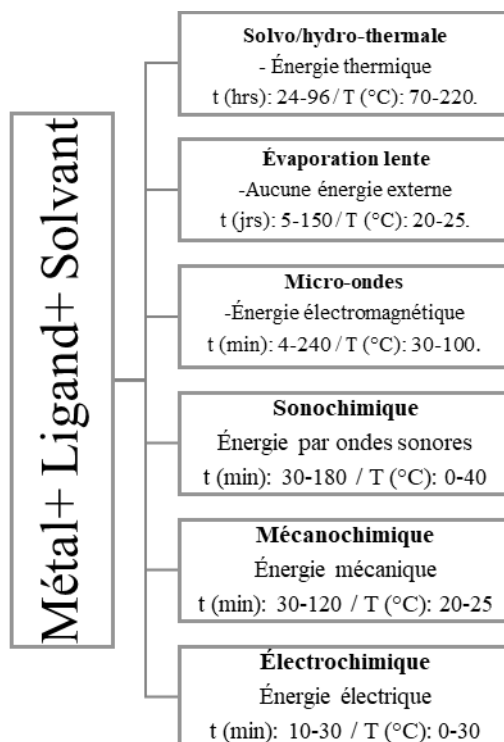 Métal+ Ligand+ Solvant
Solvo/hydro-thermale
- Énergie thermique
t (hrs): 24-96 / T (°C): 70-220.
Évaporation lente
-Aucune énergie externe
t (jrs): 5-150 / T (°C): 20-25.
Micro-ondes
-Énergie électromagnétique
t (min): 4-240 / T (°C): 30-100.
Sonochimique
Énergie par ondes sonores
t (min): 30-180 / T (°C): 0-40
Mécanochimique
Énergie mécanique
t (min): 30-120 / T (°C): 20-25
Électrochimique
Énergie électrique
t (min): 10-30 / T (°C): 0-30